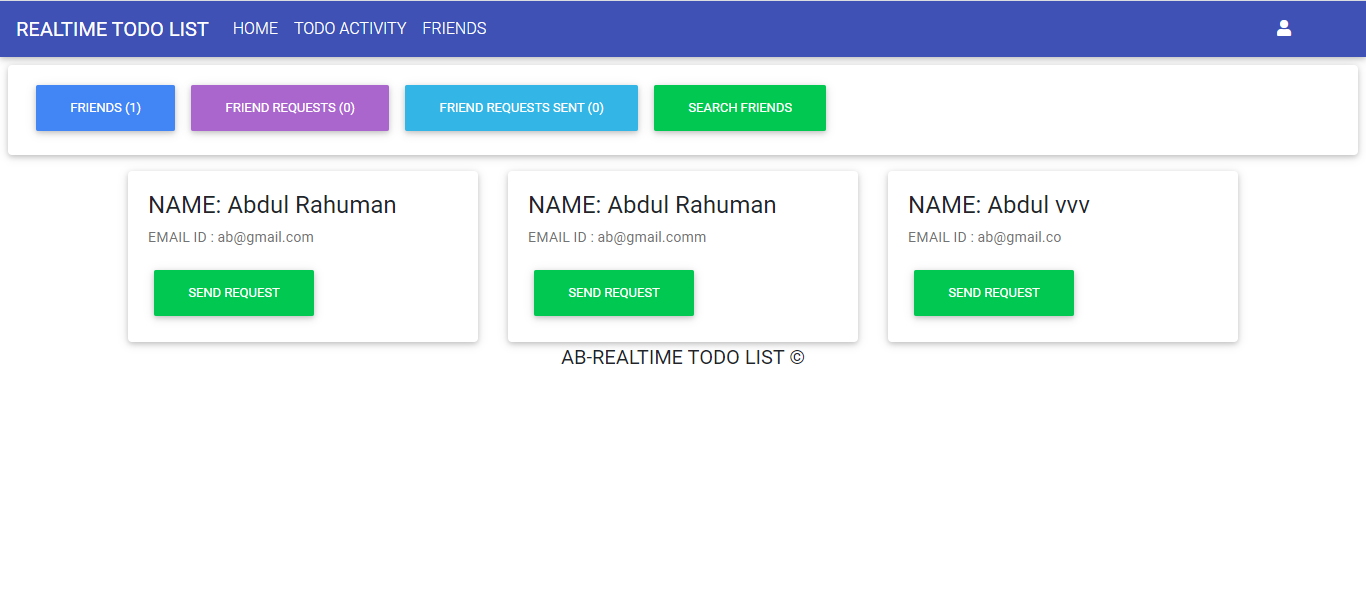 REALTIME TODO LIST HOME TODO ACTIVITY FRIENDS
FRIENDS (1) FRIEND REQUESTS (0) FRIEND REQUESTS SENT (0) SEARCH FRIENDS
NAME: Abdul Rahuman
EMAIL ID : ab@gmail.com
SEND REQUEST
NAME: Abdul Rahuman
EMAIL ID : ab@gmail.comm
SEND REQUEST
NAME: Abdul vvv
EMAIL ID : ab@gmail.co
SEND REQUEST
AB-REALTIME TODO LIST ©